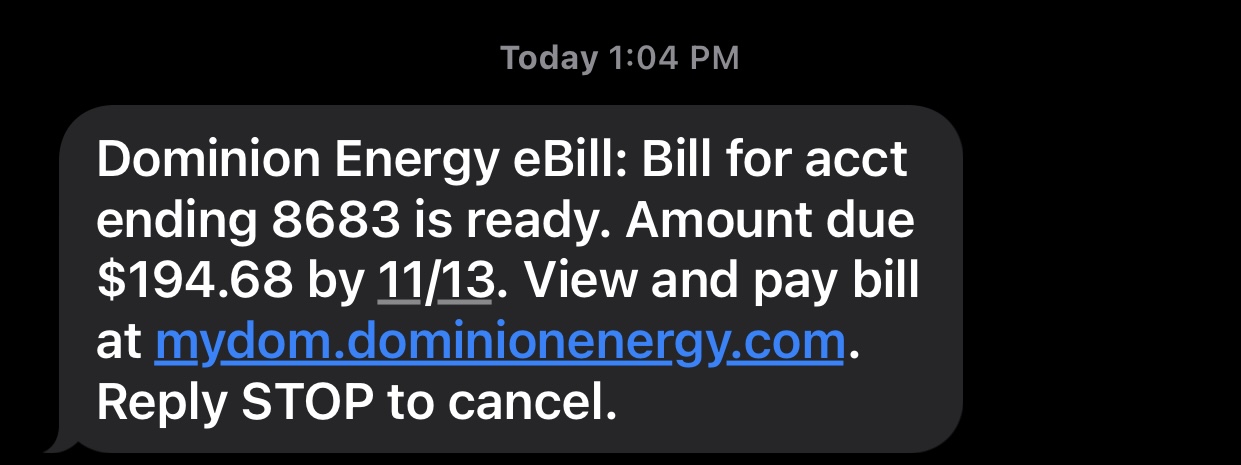 Today 1:04 PM
Dominion Energy eBill: Bill for acct
ending 8683 is ready. Amount due
$194.68 by 11/13. View and pay bill
at mydom.dominionenergy.com.
Reply STOP to cancel.